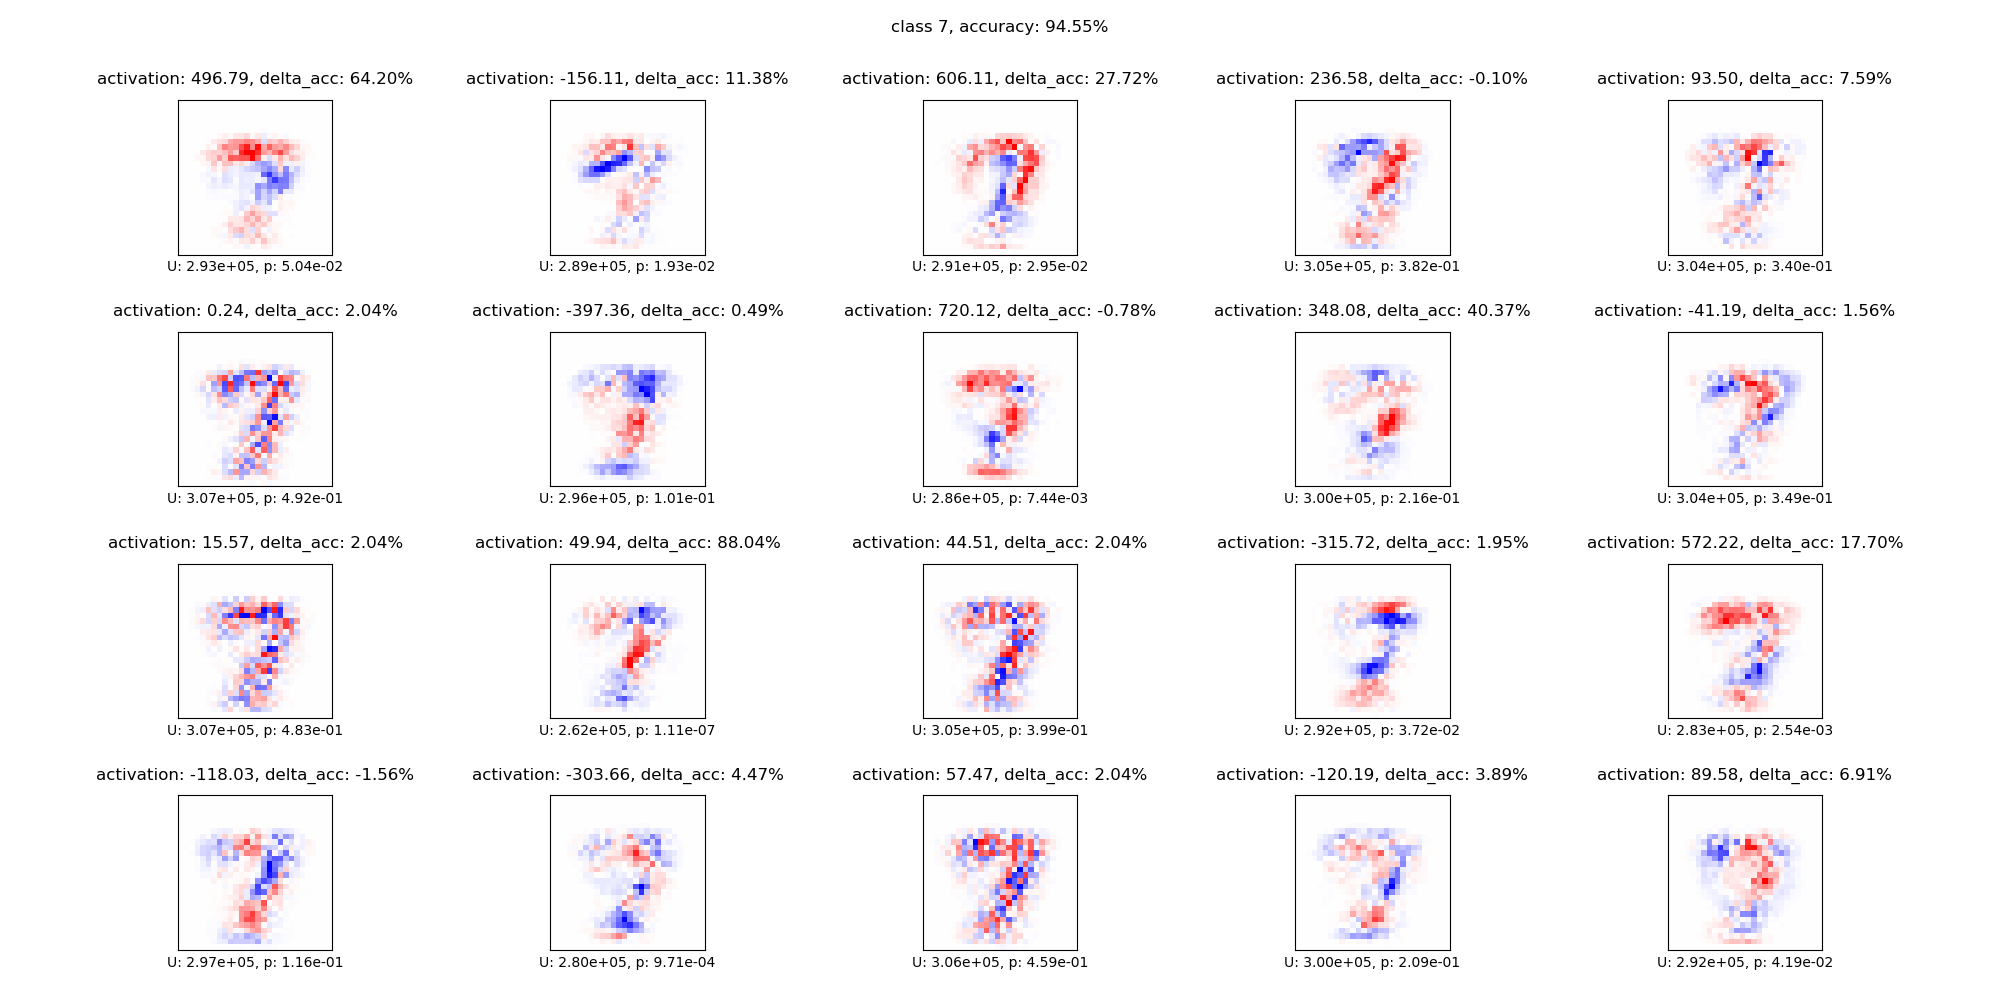 class 7, accuracy: 94.55%
activation: 496.79, delta_acc: 64.20%
activation: -156.11, delta_acc: 11.38%
activation: 606.11, delta_acc: 27.72%
activation: 236.58, delta_acc: -0.10%
activation: 93.50, delta_acc: 7.59%
U: 2.93e+05, p: 5.04e-02
U: 2.89e+05, p: 1.93e-02
U: 2.91e+05, p: 2.95e-02
U: 3.05e+05, p: 3.82e-01
U: 3.04e+05, p: 3.40e-01
activation: 0.24, delta_acc: 2.04%
activation: -397.36, delta_acc: 0.49%
activation: 720.12, delta_acc: -0.78%
activation: 348.08, delta_acc: 40.37%
activation: -41.19, delta_acc: 1.56%
U: 3.07e+05, p: 4.92e-01
U: 2.96e+05, p: 1.01e-01
U: 2.86e+05, p: 7.44e-03
U: 3.00e+05, p: 2.16e-01
U: 3.04e+05, p: 3.49e-01
activation: 15.57, delta_acc: 2.04%
activation: 49.94, delta_acc: 88.04%
activation: 44.51, delta_acc: 2.04%
activation: -315.72, delta_acc: 1.95%
activation: 572.22, delta_acc: 17.70%
U: 3.07e+05, p: 4.83e-01
U: 2.62e+05, p: 1.11e-07
U: 3.05e+05, p: 3.99e-01
U: 2.92e+05, p: 3.72e-02
U: 2.83e+05, p: 2.54e-03
activation: -118.03, delta_acc: -1.56%
activation: -303.66, delta_acc: 4.47%
activation: 57.47, delta_acc: 2.04%
activation: -120.19, delta_acc: 3.89%
activation: 89.58, delta_acc: 6.91%
U: 2.97e+05, p: 1.16e-01
U: 2.80e+05, p: 9.71e-04
U: 3.06e+05, p: 4.59e-01
U: 3.00e+05, p: 2.09e-01
U: 2.92e+05, p: 4.19e-02